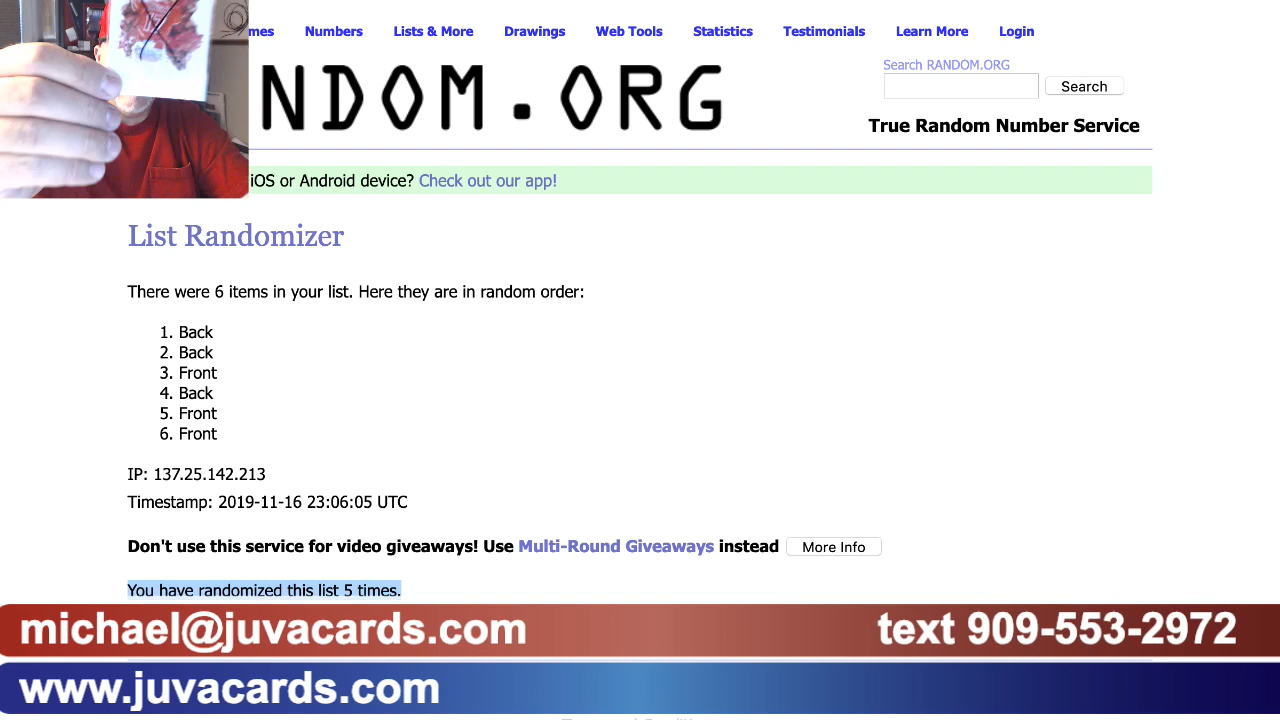 mes Numbers Lists & More Drawings Web Tools Statistics Testimonials Learn More Login
Search RANDOM.ORG
NDOM.ORG
Search
True Random Number Service
iOS or Android device? Check out our app!
List Randomizer
There were 6 items in your list. Here they are in random order:
1. Back
2. Back
3. Front
4. Back
5. Front
6. Front
IP: 137.25.142.213
Timestamp: 2019-11-16 23:06:05 UTC
Don't use this service for video giveaways! Use Multi-Round Giveaways instead More Info
You have randomized this list 5 times.
michael@juvacards.com text 909-553-2972
www.juvacards.com